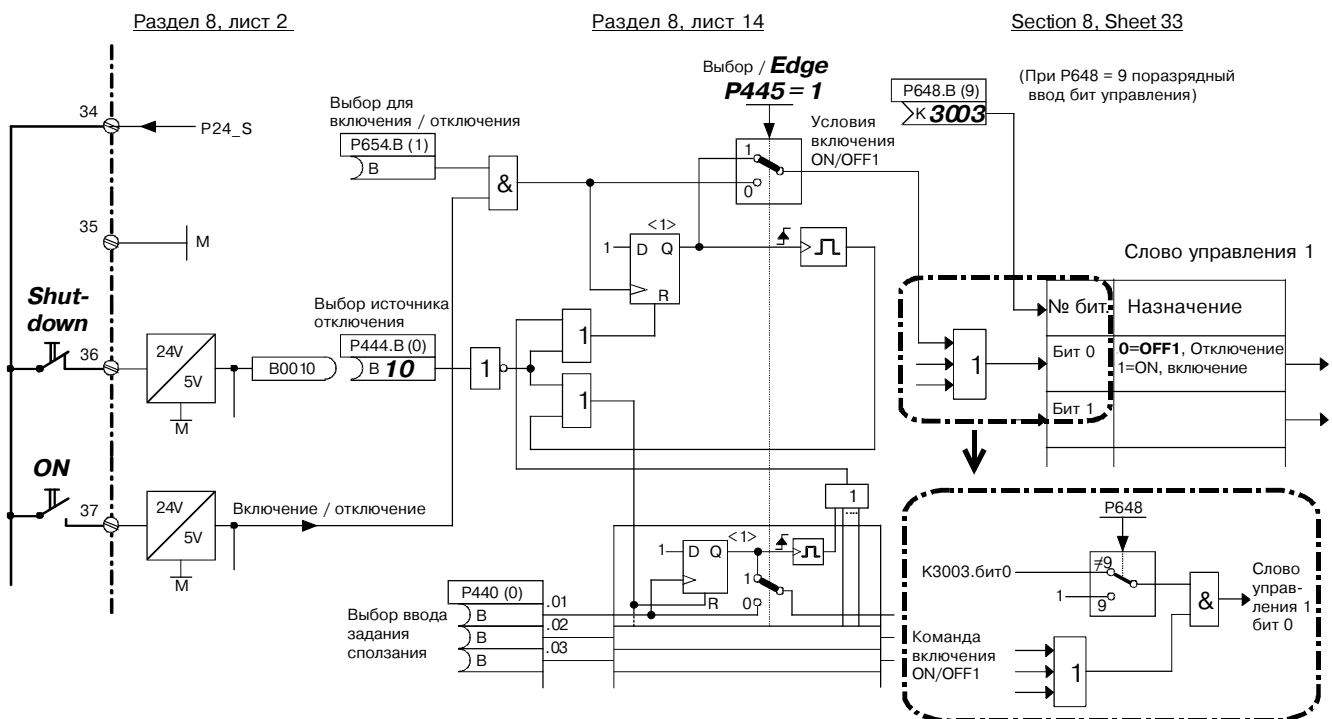 Раздел 8, лист 2
Раздел 8, лист 14
Section 8, Sheet 33
Выбор / Edge
P445 = 1
P648.B (9)
K 3003
(При P648 = 9 поразрядный
ввод бит управления)
34
P24_S
Выбор для
включения / отключения
P654.B (1)
B
&
1
0
Условия
включения
ON/OFF1
35
M
<1>
1
D Q
R
Слово управления 1
№ бит.
Назначение
Shut-
down
36
24V
5V
M
B0010
Выбор источника
отключения
P444.B (0)
B 10
1
1
1
1
Бит 0
0=OFF1, Отключение
1=ON, включение
Бит 1
ON
37
24V
5V
M
Включение / отключение
1
<1>
1
D Q
R
1
0
P440 (0)
.01
B
.02
B
.03
B
Выбор ввода
задания
сползания
P648
K3003.бит0
≠9
1
9
&
Слово
управ-
ления 1
бит 0
Команда
включения
ON/OFF1
1